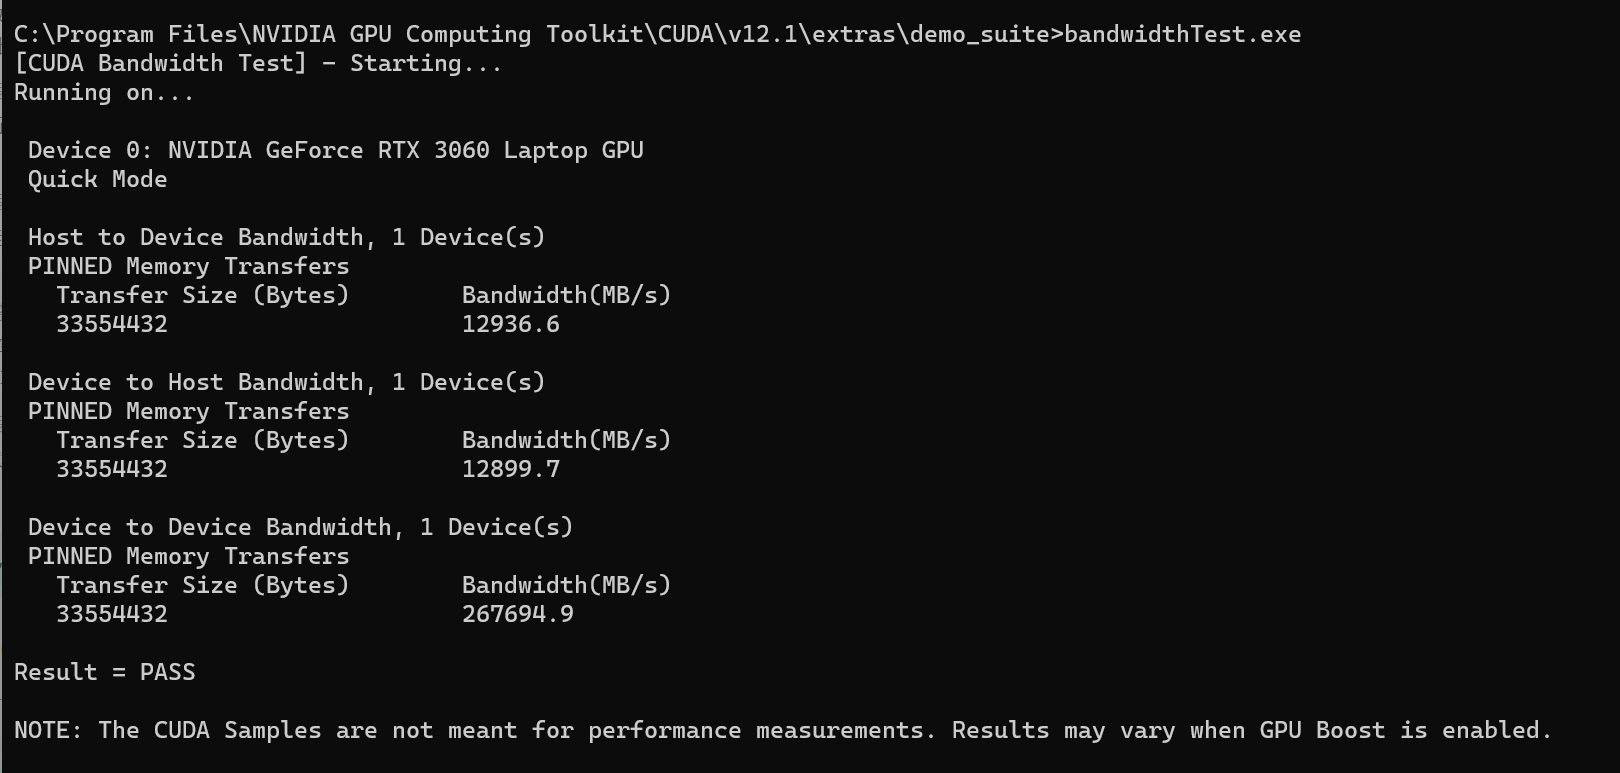 C:\Program Files\NVIDIA GPU Computing Toolkit\CUDA\v12.1\extras\demo_suite>bandwidthTest.exe
[CUDA Bandwidth Test] - Starting...
Running on...
Device 0: NVIDIA GeForce RTX 3060 Laptop GPU
Quick Mode
Host to Device Bandwidth, 1 Device(s)
PINNED Memory Transfers
Transfer Size (Bytes) Bandwidth(MB/s)
33554432 12936.6
Device to Host Bandwidth, 1 Device(s)
PINNED Memory Transfers
Transfer Size (Bytes) Bandwidth(MB/s)
33554432 12899.7
Device to Device Bandwidth, 1 Device(s)
PINNED Memory Transfers
Transfer Size (Bytes) Bandwidth(MB/s)
33554432 267694.9
Result = PASS
NOTE: The CUDA Samples are not meant for performance measurements. Results may vary when GPU Boost is enabled.